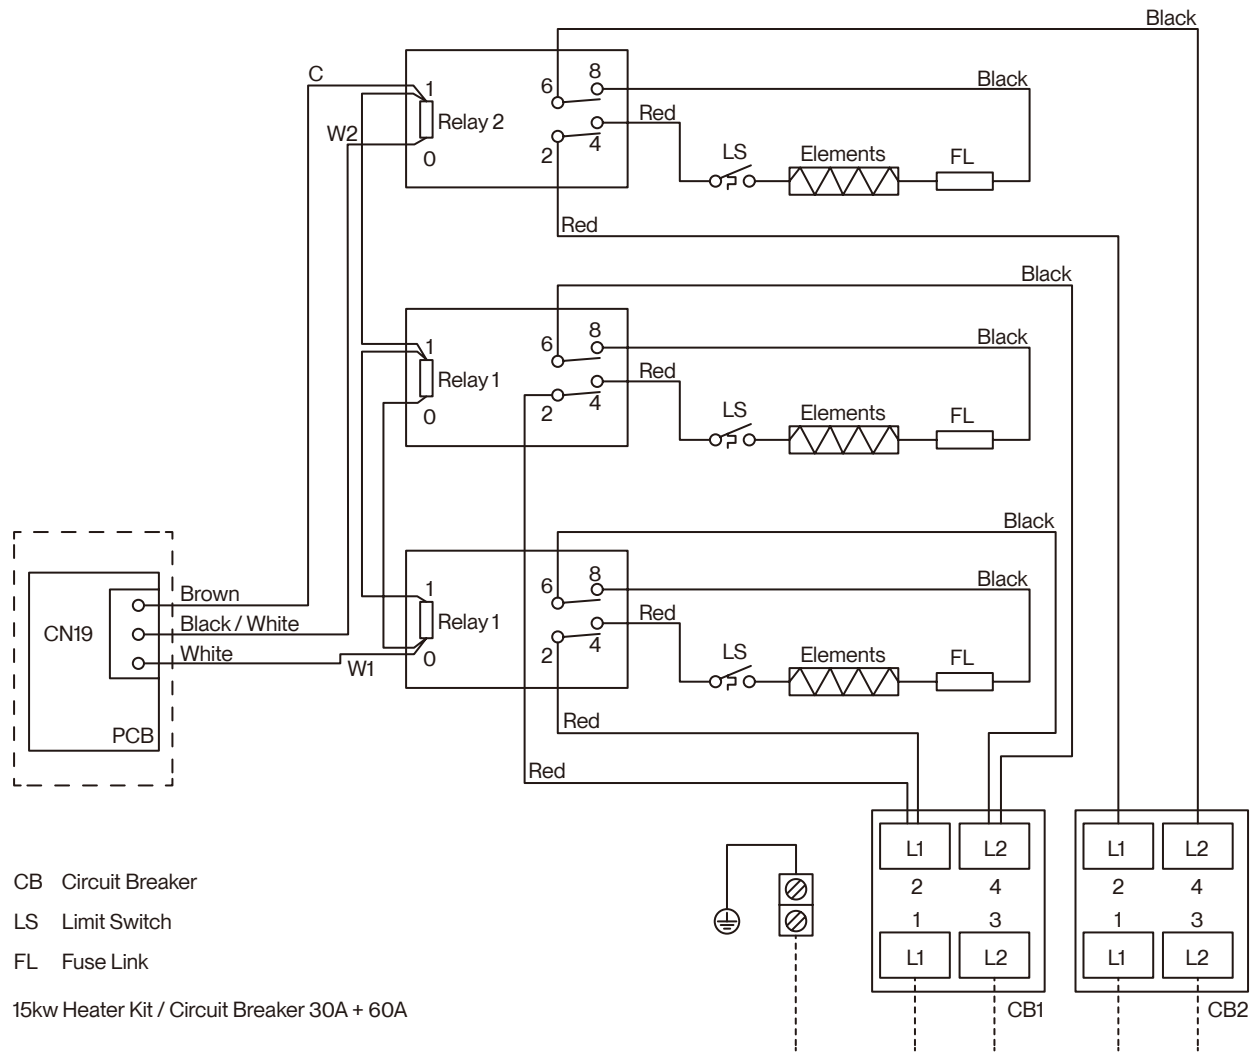 Black
C
1
Relay 2
6
8
Black
W2
0
2
4
Red
LS
Elements
FL
Red
Black
1
Relay 1
6
8
Black
0
2
4
Red
LS
Elements
FL
Black
1
Relay 1
6
8
Black
0
2
4
Red
LS
Elements
FL
Brown
CN19
Black / White
White
W1
PCB
Red
Red
L1 L2 L1 L2
2 4 2 4
1 3 1 3
L1 L2 L1 L2
CB1 CB2
CB Circuit Breaker
LS Limit Switch
FL Fuse Link
15kw Heater Kit / Circuit Breaker 30A + 60A